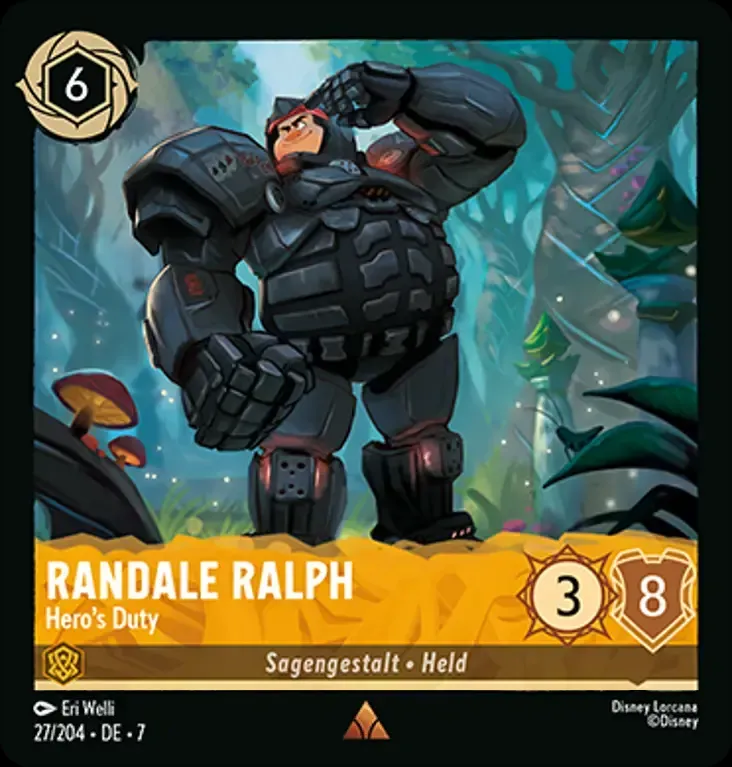 6
RANDALE RALPH
Hero's Duty
3
8
Sagengestalt • Held
Eri Welli
27/204 • DE • 7
Disney Lorcana
©Disney